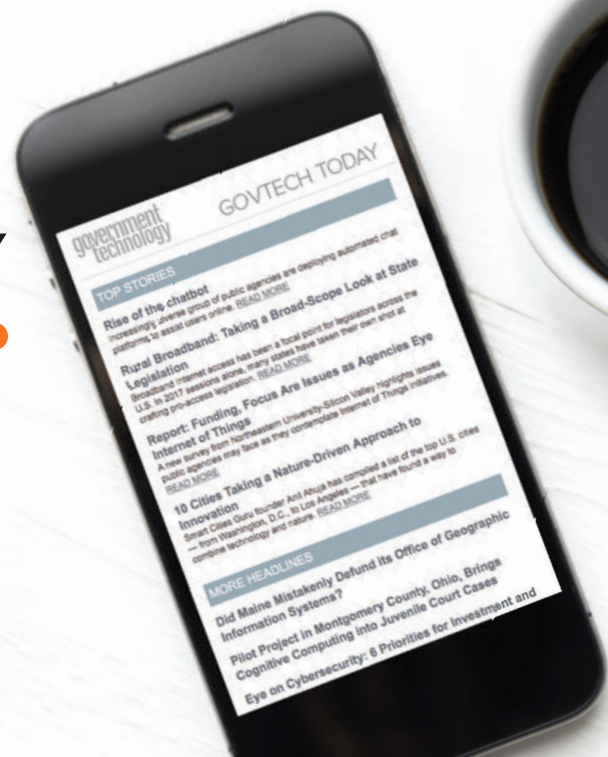 government
technology
GOVTECH TODAY
TOP STORIES
Rise of the chatbot
Increasingly diverse group of public agencies are deploying automated chat
platforms to assist users online. READ MORE
Rural Broadband: Taking a Broad-Scope Look at State
Legislation
Broadband internet access has been a focal point for legislators across the
U.S. In 2017 sessions alone, many states have taken their own shot at
crafting pro-access legislation. READ MORE
Report: Funding, Focus Are Issues as Agencies Eye
Internet of Things
A new survey from Northeastern University-Silicon Valley highlights issues
public agencies may face as they contemplate Internet of Things initiatives.
READ MORE
10 Cities Taking a Nature-Driven Approach to
Innovation
Smart Cities Guru founder Anil Ahuja has compiled a list of the top U.S. cities
— from Washington, D.C., to Los Angeles — that have found a way to
combine technology and nature. READ MORE
MORE HEADLINES
Did Maine Mistakenly Defund its Office of Geographic
Information Systems?
Pilot Project in Montgomery County, Ohio, Brings
Cognitive Computing into Juvenile Court Cases
Eye on Cybersecurity: 6 Priorities for Investment and